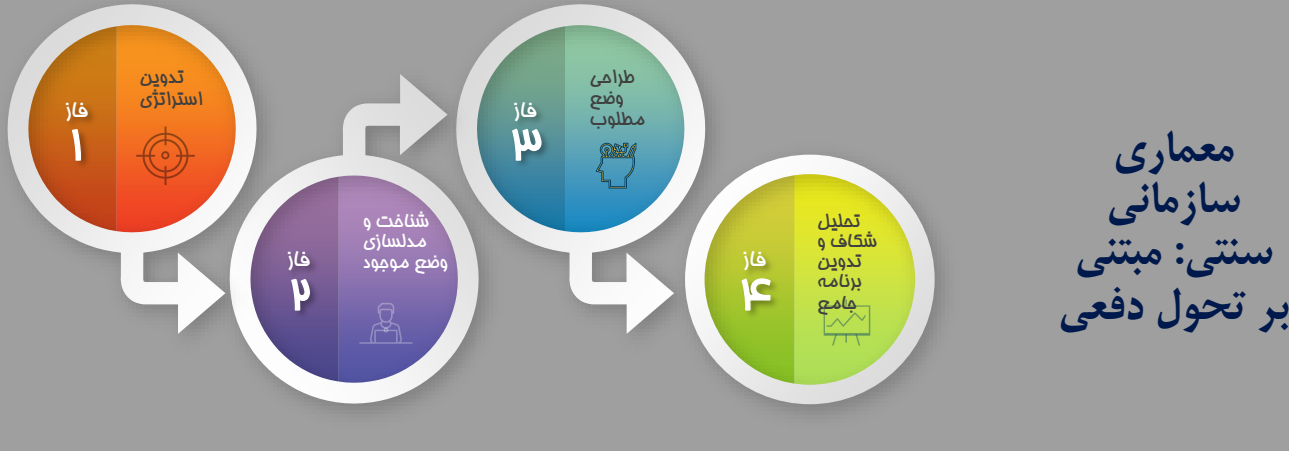 معماری
سازمانی
سنتی: مبتنی
بر تحول دفعی
فاز
۱
تدوین
استراتژی
فاز
۲
شناخت و
مدلسازی
وضع موجود
فاز
۳
طراحی
وضع
مطلوب
فاز
۴
تحلیل
شکاف و
تدوین
برنامه
جامع